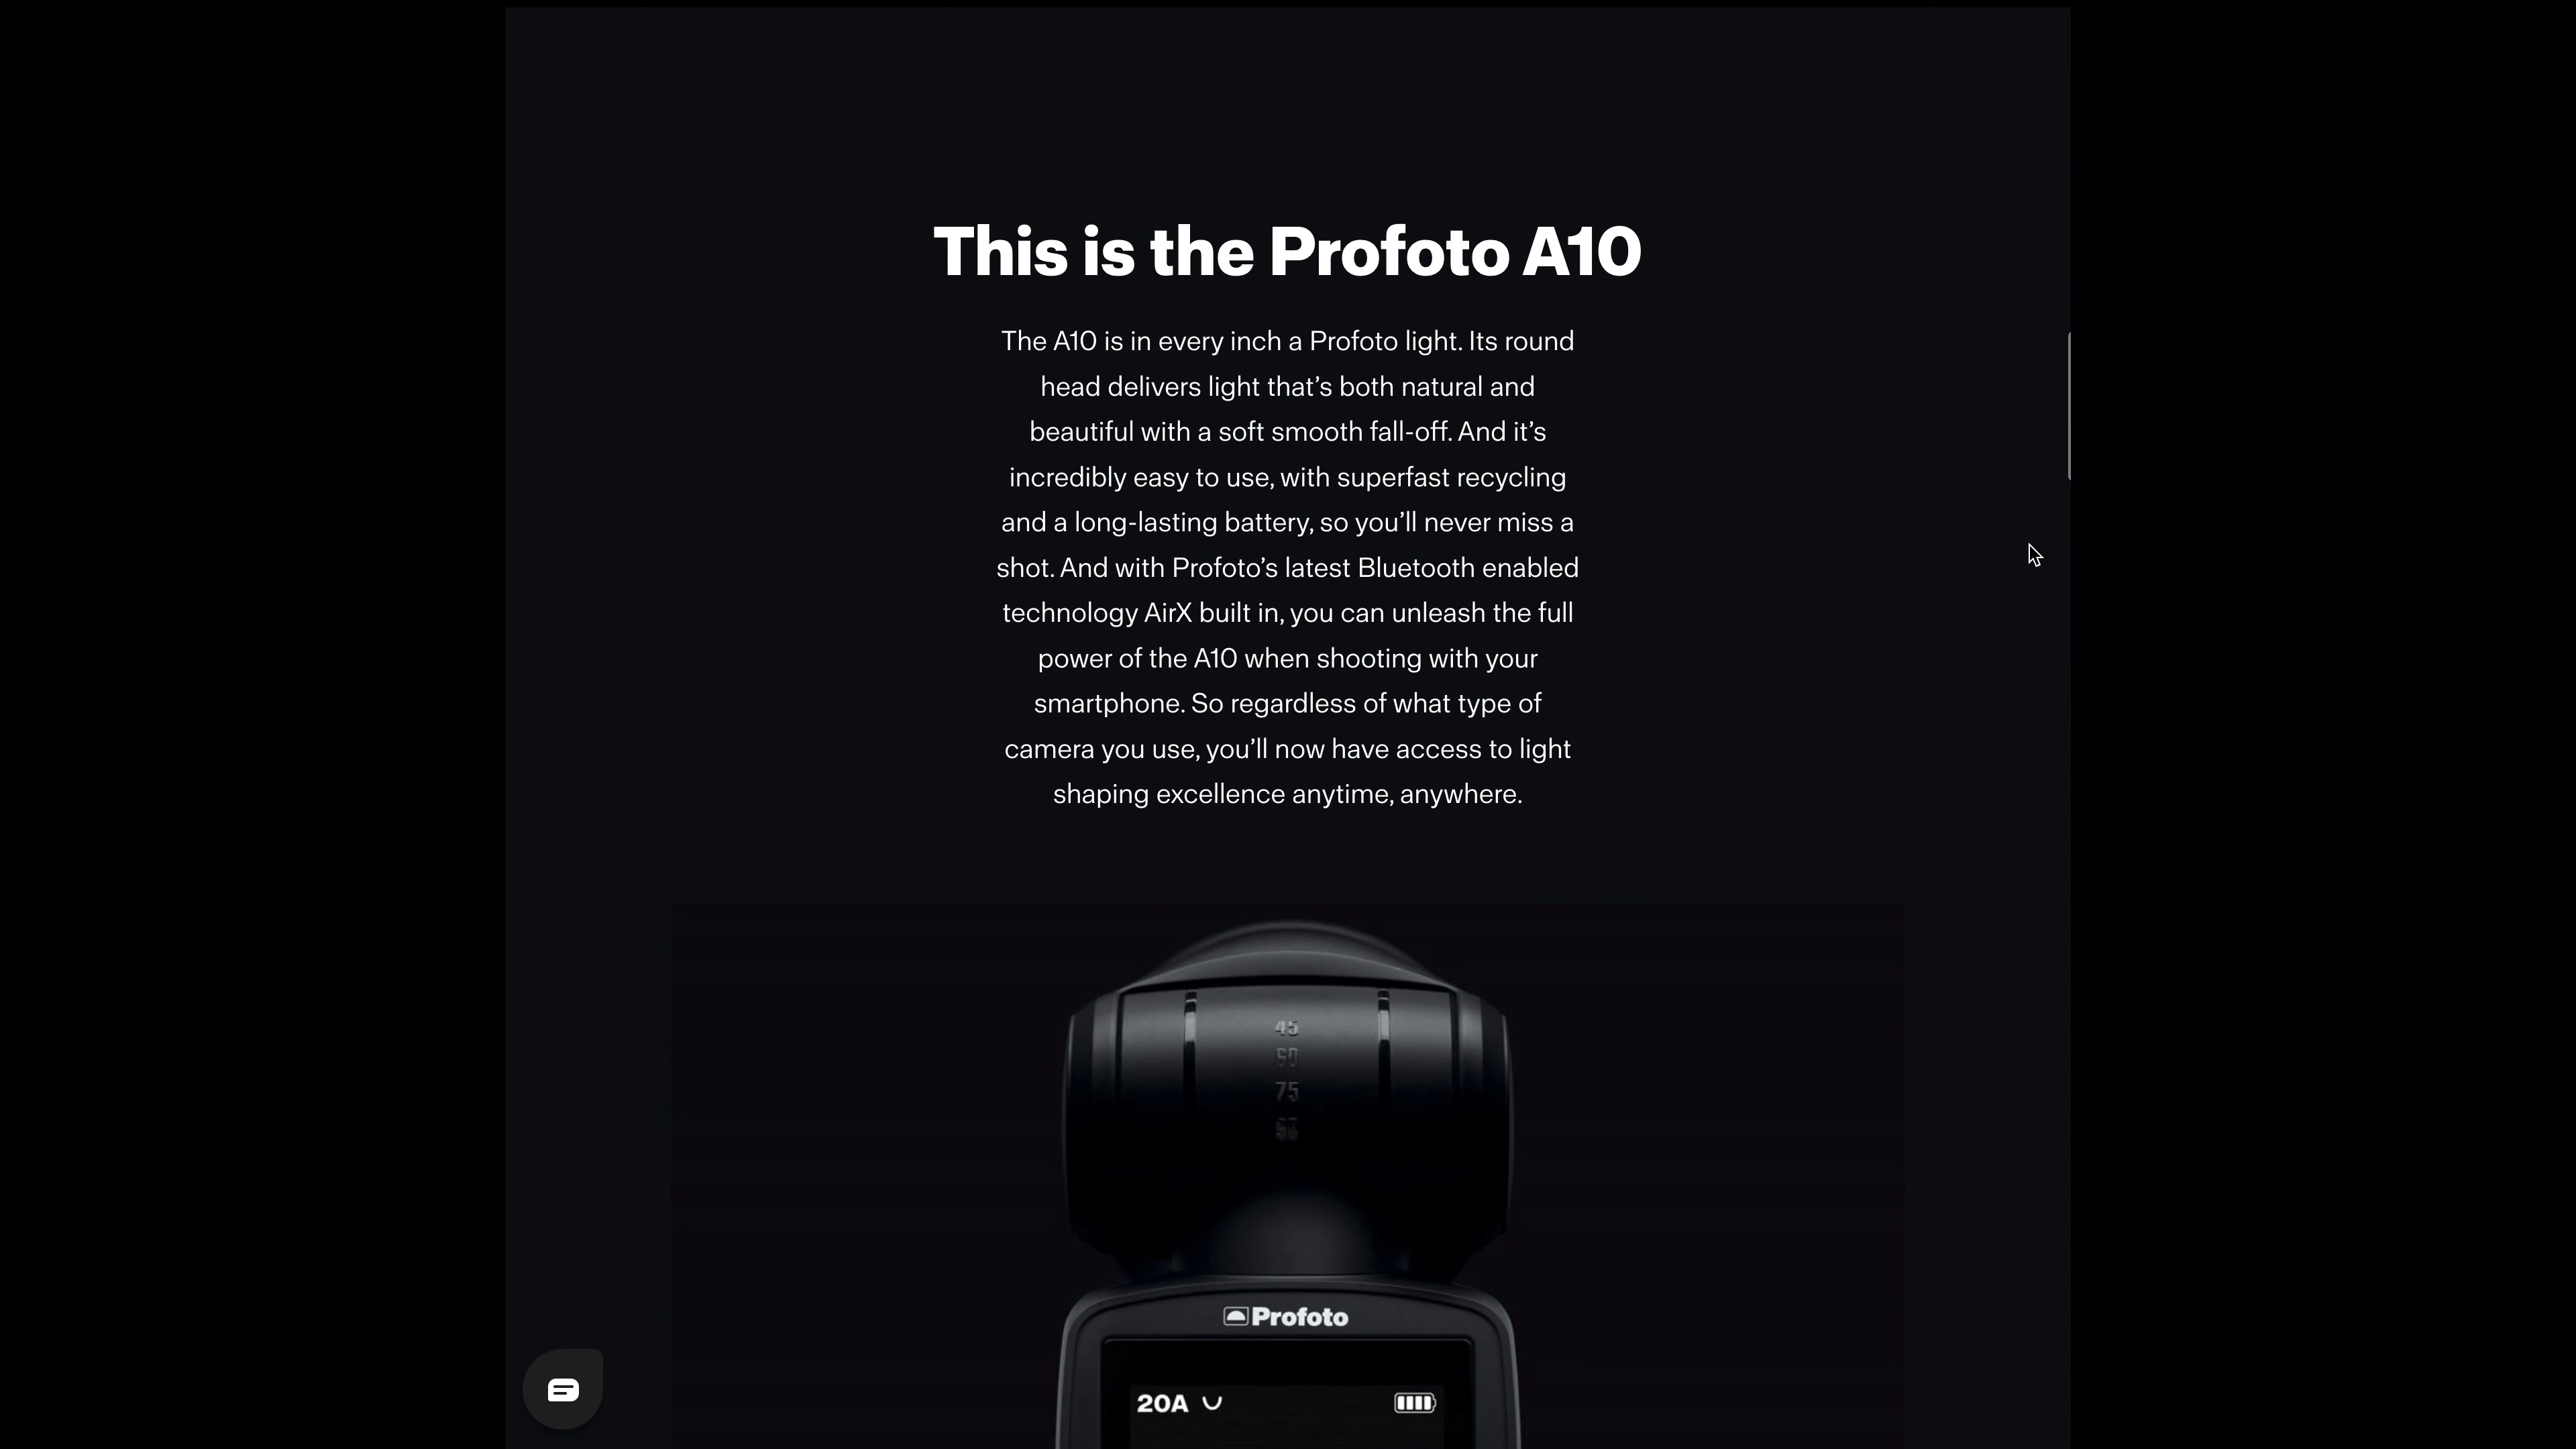 This is the Profoto A10
The A10 is in every inch a Profoto light. Its round
head delivers light that’s both natural and
beautiful with a soft smooth fall-off. And it’s
incredibly easy to use, with superfast recycling
and a long-lasting battery, so you’ll never miss a
shot. And with Profoto’s latest Bluetooth enabled
technology AirX built in, you can unleash the full
power of the A10 when shooting with your
smartphone. So regardless of what type of
camera you use, you’ll now have access to light
shaping excellence anytime, anywhere.
45
60
75
90
Profoto
20A